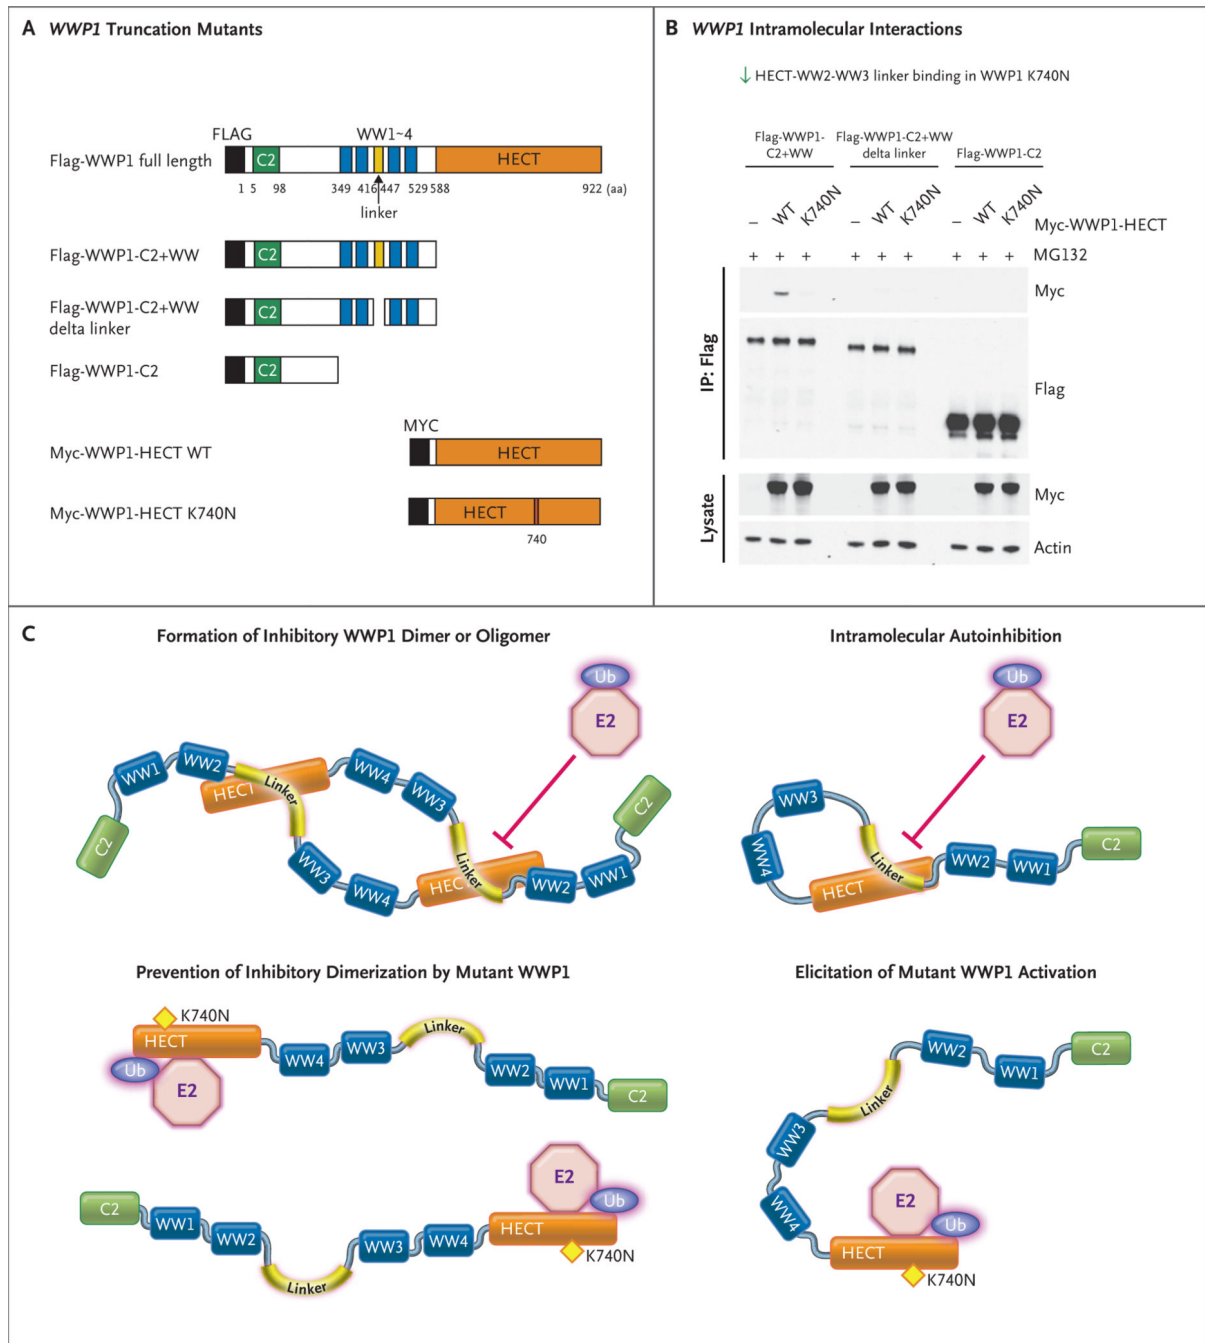 A WWP1 Truncation Mutants
FLAG
WW1~4
Flag-WWP1 full length
C2
HECT
1 5 98 349 416 447 529 588 922 (aa)
linker
Flag-WWP1-C2+WW
C2
Flag-WWP1-C2+WW
delta linker
C2
Flag-WWP1-C2
C2
MYC
Myc-WWP1-HECT WT
HECT
Myc-WWP1-HECT K740N
HECT
740
B WWP1 Intramolecular Interactions
↓ HECT-WW2-WW3 linker binding in WWP1 K740N
Flag-WWP1-
C2+WW
Flag-WWP1-C2+WW
delta linker
Flag-WWP1-C2
– WT K740N – WT K740N – WT K740N Myc-WWP1-HECT
+ + + + + + + + + MG132
IP: Flag
Myc
Flag
Lysate
Myc
Actin
C
Formation of Inhibitory WWP1 Dimer or Oligomer
Ub
E2
C2
WW1
WW2
Linker
HECT
WW3
WW4
WW4
WW3
Linker
HECT
WW2
WW1
C2
Intramolecular Autoinhibition
Ub
E2
WW3
WW4
Linker
HECT
WW2
WW1
C2
Prevention of Inhibitory Dimerization by Mutant WWP1
K740N
HECT
Ub
E2
WW4
WW3
Linker
WW2
WW1
C2
C2
WW1
WW2
Linker
WW3
WW4
E2
Ub
HECT
K740N
Elicitation of Mutant WWP1 Activation
C2
WW1
WW2
Linker
WW3
WW4
E2
Ub
HECT
K740N